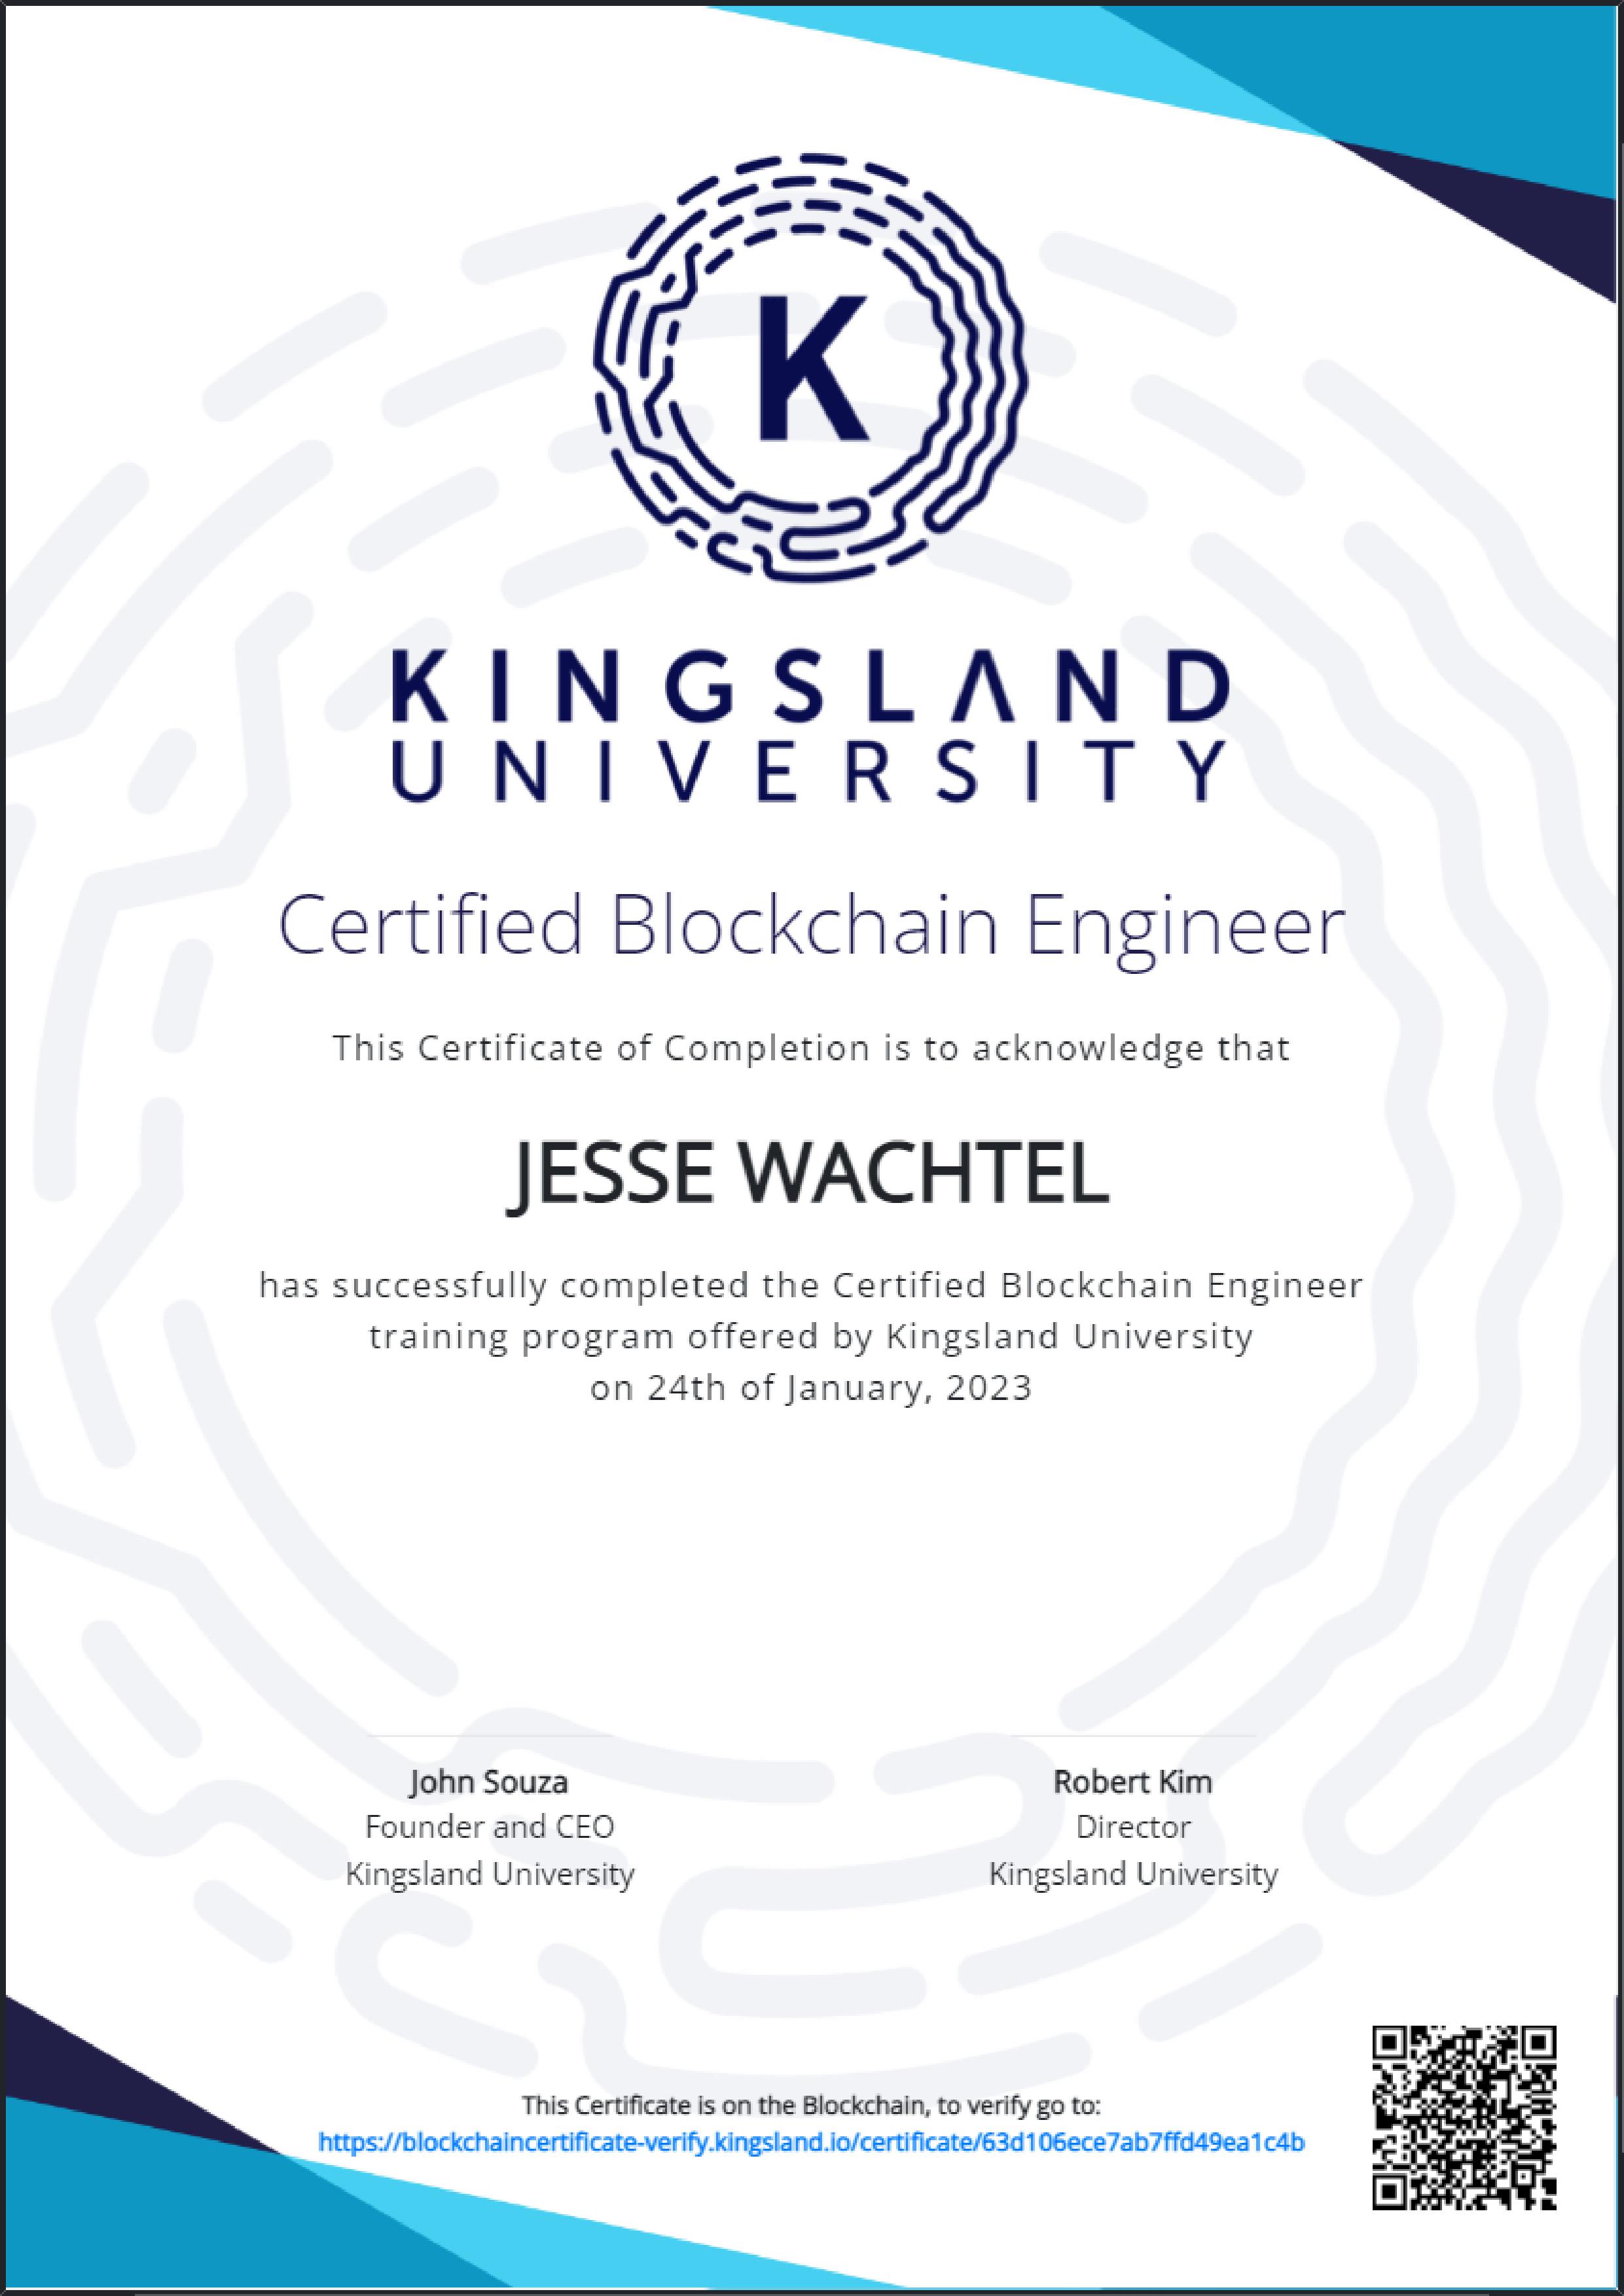 K
KINGSLAND
UNIVERSITY
Certified Blockchain Engineer
This Certificate of Completion is to acknowledge that
JESSE WACHTEL
has successfully completed the Certified Blockchain Engineer
training program offered by Kingsland University
on 24th of January, 2023
John Souza
Founder and CEO
Kingsland University
Robert Kim
Director
Kingsland University
This Certificate is on the Blockchain, to verify go to:
https://blockchaincertificate-verify.kingsland.io/certificate/63d106ece7ab7ffd49ea1c4b